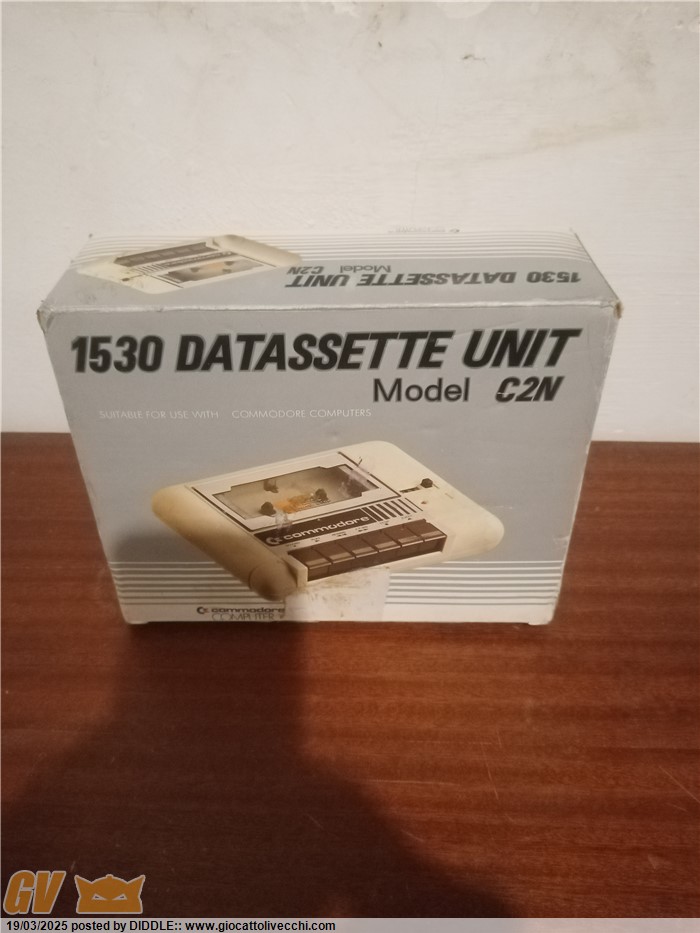 1530 DATASSETTE UNIT
Model C2N
1530 DATASSETTE UNIT
Model C2N
SUITABLE FOR USE WITH COMMODORE COMPUTERS
commodore
commodore
COMPUTER
GV
19/03/2025 posted by DIDDLE:: www.giocattolivecchi.com